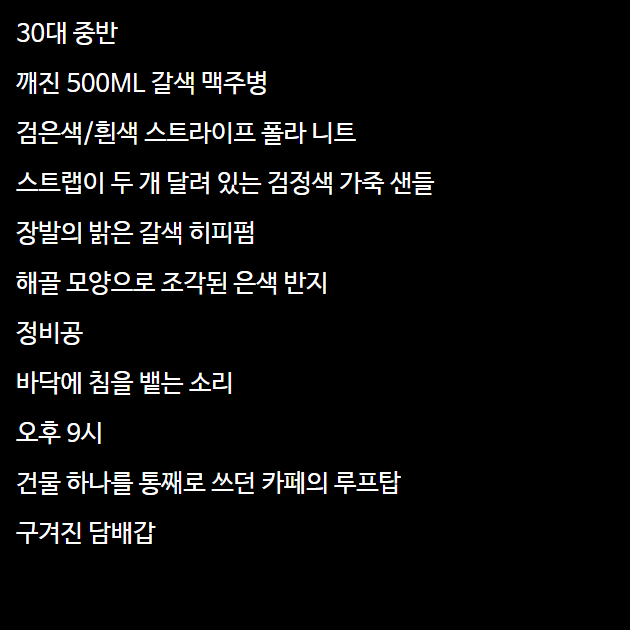 30대 중반
깨진 500ML 갈색 맥주병
검은색/흰색 스트라이프 폴라 니트
스트랩이 두 개 달려 있는 검정색 가죽 샌들
장발의 밝은 갈색 히피펌
해골 모양으로 조각된 은색 반지
정비공
바닥에 침을 뱉는 소리
오후 9시
건물 하나를 통째로 쓰던 카페의 루프탑
구겨진 담배갑